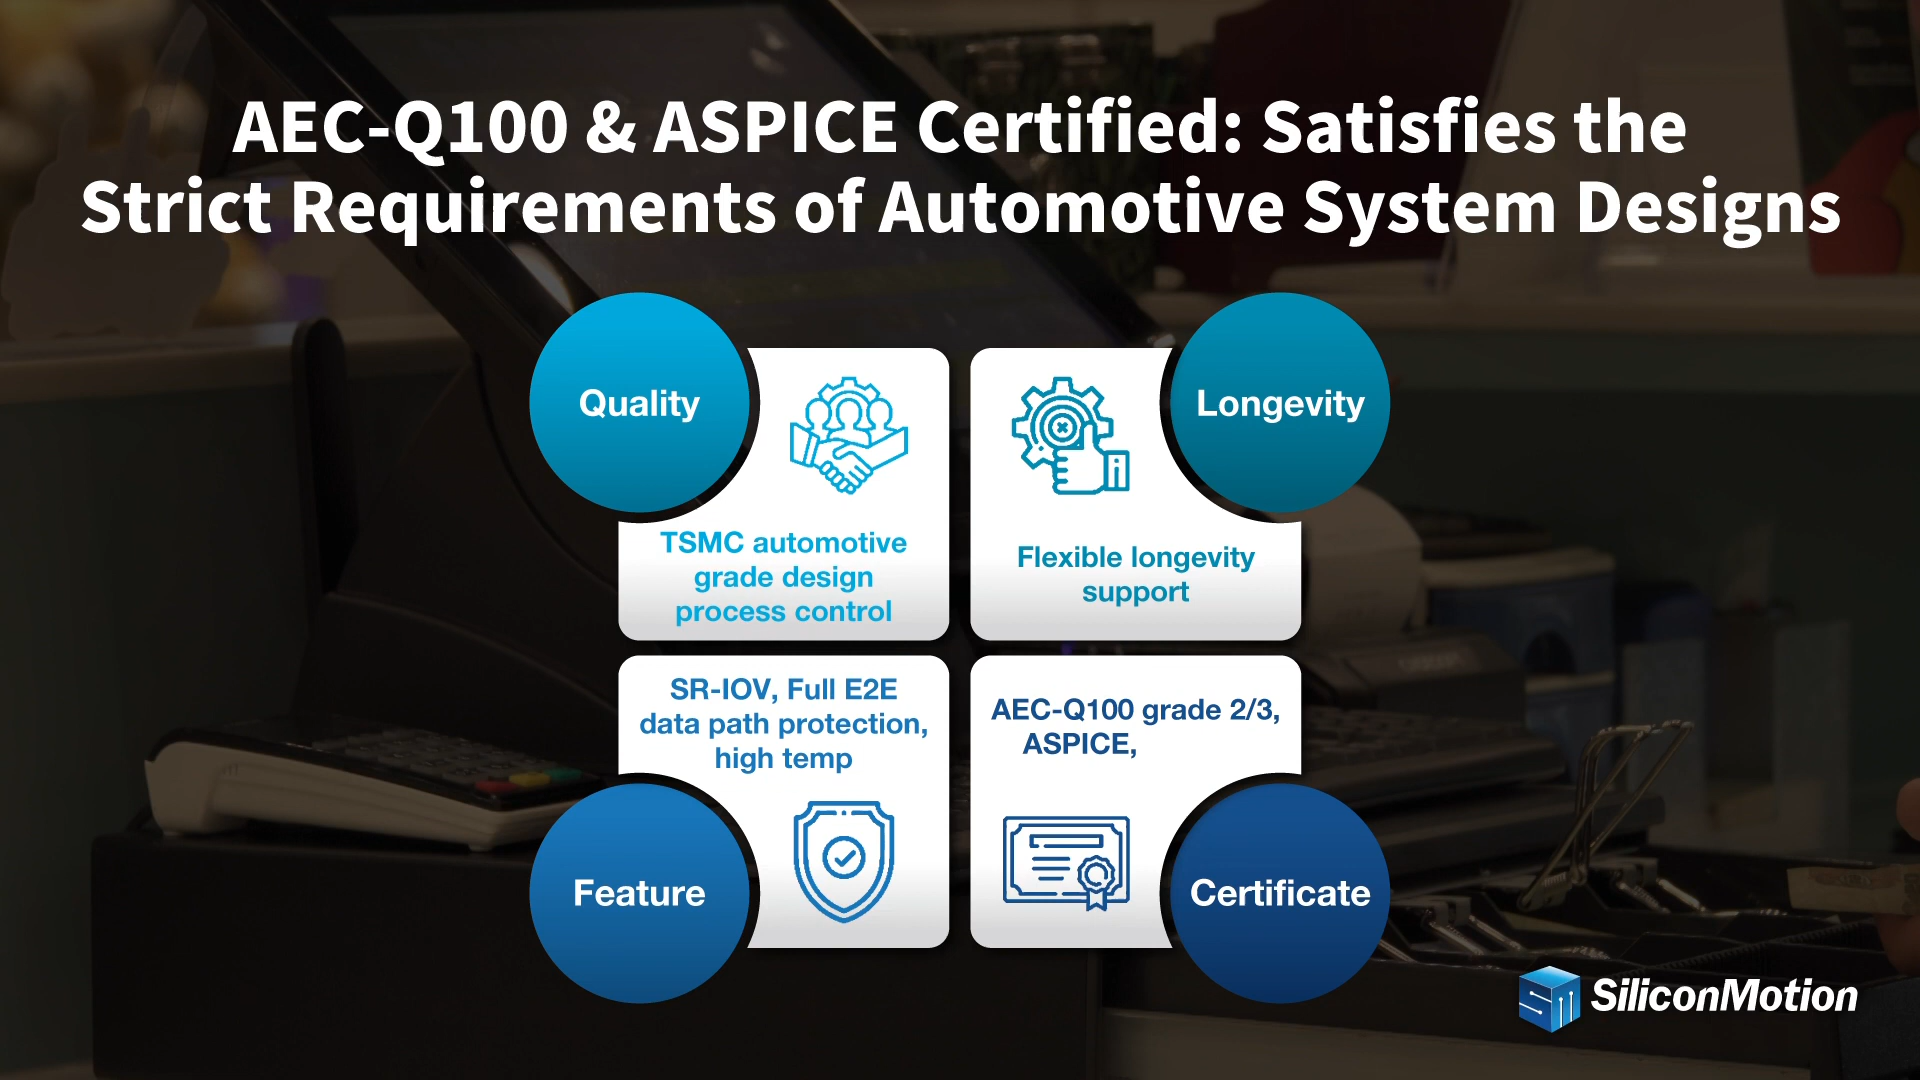 AEC-Q100 & ASPICE Certified: Satisfies the
Strict Requirements of Automotive System Designs
Quality
TSMC automotive
grade design
process control
Longevity
Flexible longevity
support
SR-IOV, Full E2E
data path protection,
high temp
Feature
AEC-Q100 grade 2/3,
ASPICE,
Certificate
SiliconMotion